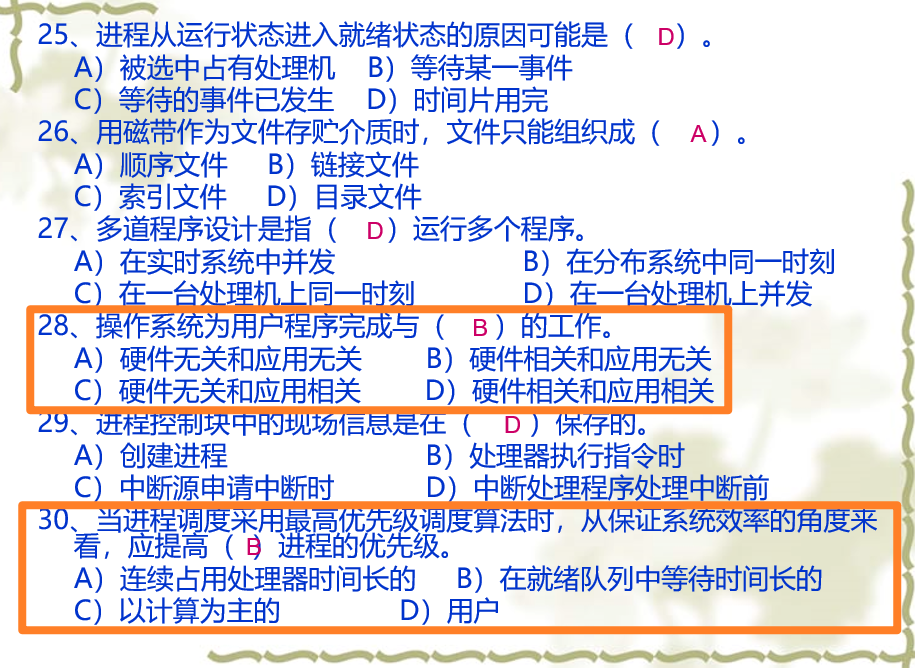 25、进程从运行状态进入就绪状态的原因可能是（ D）。
A）被选中占有处理机 B）等待某一事件
C）等待的事件已发生 D）时间片用完
26、用磁带作为文件存贮介质时，文件只能组织成（ A ）。
A）顺序文件 B）链接文件
C）索引文件 D）目录文件
27、多道程序设计是指（ D ）运行多个程序。
A）在实时系统中并发 B）在分布系统中同一时刻
C）在一台处理机上同一时刻 D）在一台处理机上并发
28、操作系统为用户程序完成与（ B ）的工作。
A）硬件无关和应用无关 B）硬件相关和应用无关
C）硬件无关和应用相关 D）硬件相关和应用相关
29、进程控制块中的现场信息是在（ D ）保存的。
A）创建进程 B）处理器执行指令时
C）中断源申请中断时 D）中断处理程序处理中断前
30、当进程调度采用最高优先级调度算法时，从保证系统效率的角度来
看，应提高（ B）进程的优先级。
A）连续占用处理器时间长的 B）在就绪队列中等待时间长的
C）以计算为主的 D）用户